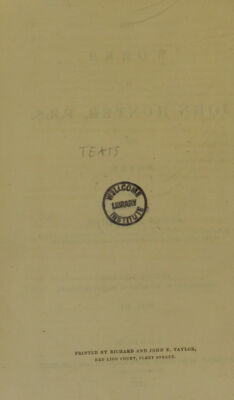 TEXTS
WELLCOME
LIBRARY
INSTITUTE
PRINTED BY RICHARD AND JOHN E. TAYLOR,
RED LION COURT, FLEET STREET.